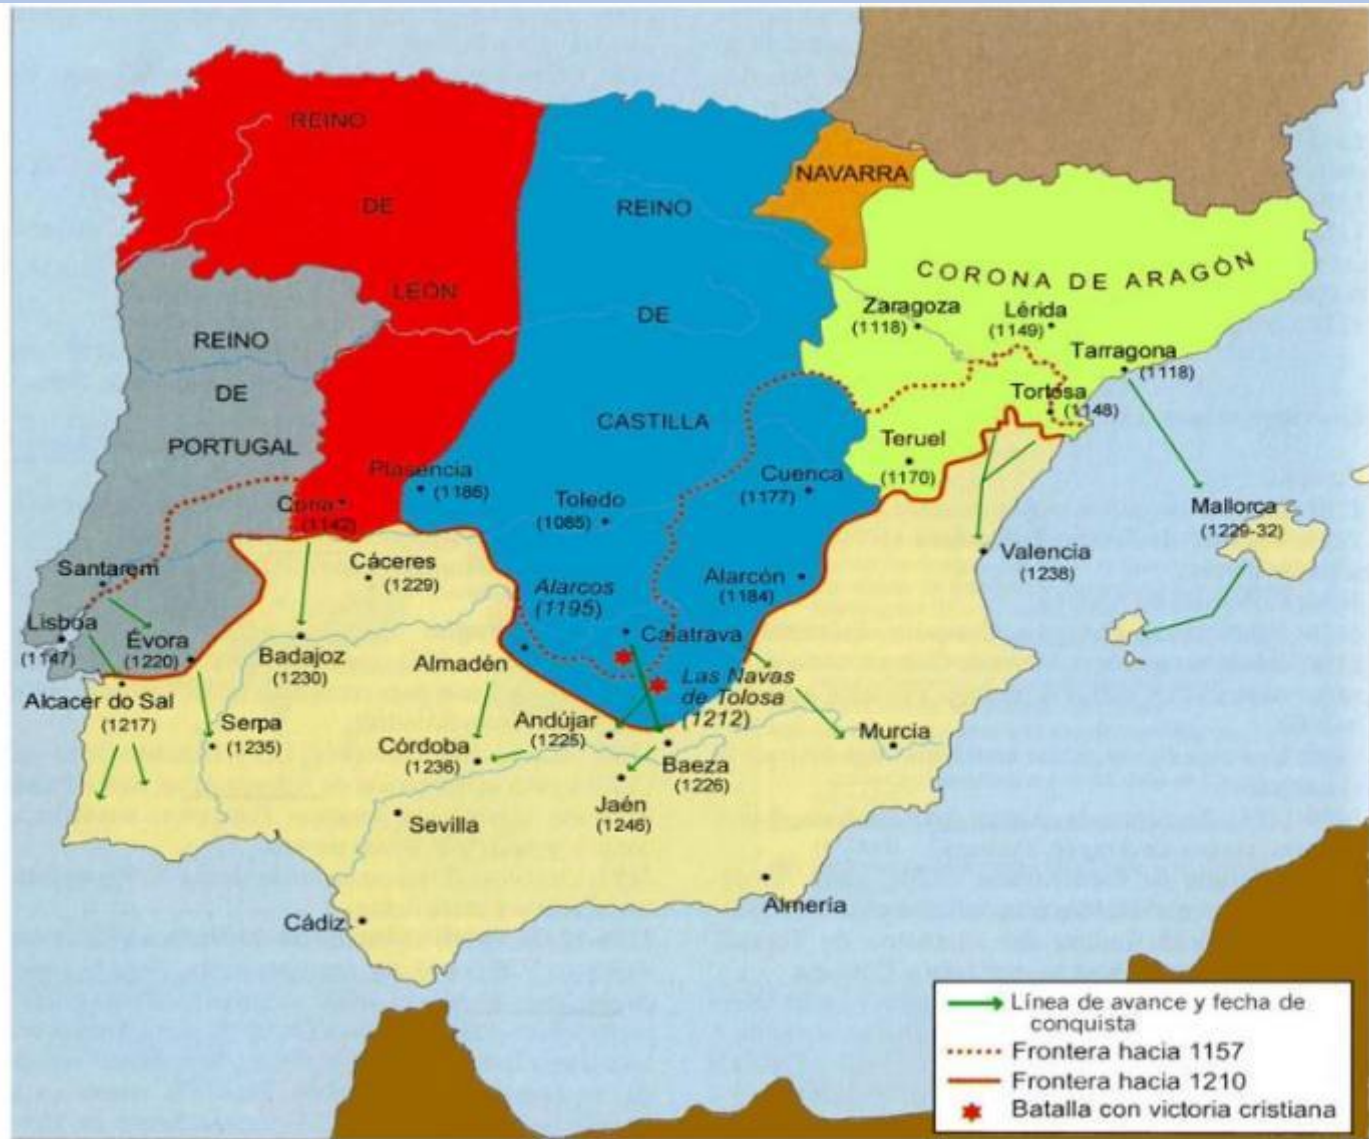 REINO
DE
LEÓN
REINO
DE
PORTUGAL
REINO
DE
CASTILLA
NAVARRA
CORONA DE ARAGÓN
Zaragoza
(1118)
Lérida
(1149)
Tarragona
(1118)
Tortosa
(1148)
Teruel
(1170)
Cuenca
(1177)
Plasencia
(1186)
Toledo
(1085)
Coria
(1142)
Mallorca
(1229-32)
Valencia
(1238)
Cáceres
(1229)
Alarcos
(1195)
Alarcón
(1184)
Santarem
Lisboa
(1147)
Évora
(1220)
Badajoz
(1230)
Almadén
Calatrava
Las Navas
de Tolosa
(1212)
Alcacer do Sal
(1217)
Serpa
(1235)
Córdoba
(1236)
Andújar
(1225)
Baeza
(1226)
Murcia
Jaén
(1246)
Sevilla
Cádiz
Almería
Línea de avance y fecha de
conquista
Frontera hacia 1157
Frontera hacia 1210
Batalla con victoria cristiana